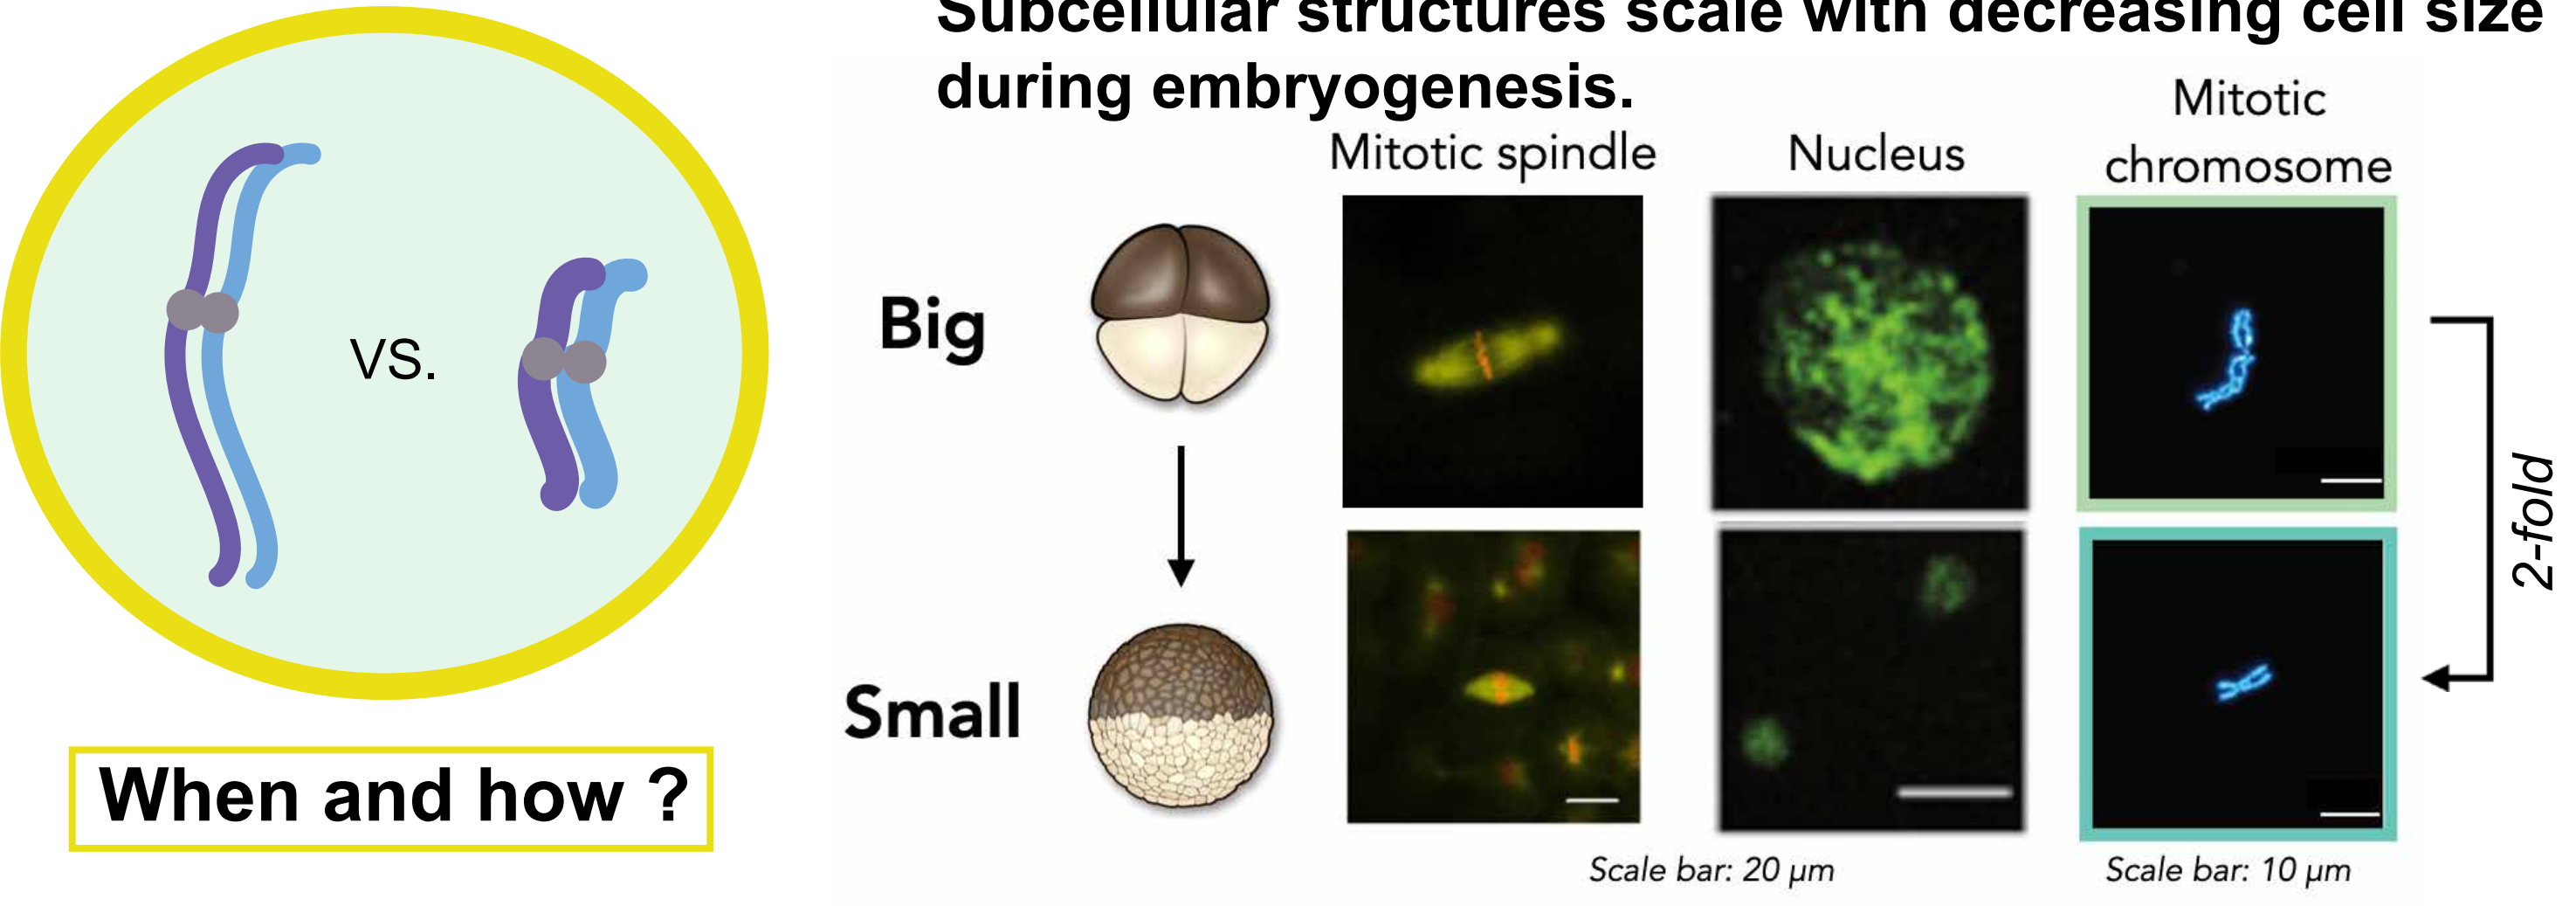 Subcellular structures scale with decreasing cell size
during embryogenesis.
Mitotic spindle
Nucleus
Mitotic
chromosome
VS.
Big
Small
2-fold
When and how ?
Scale bar: 20 µm
Scale bar: 10 µm